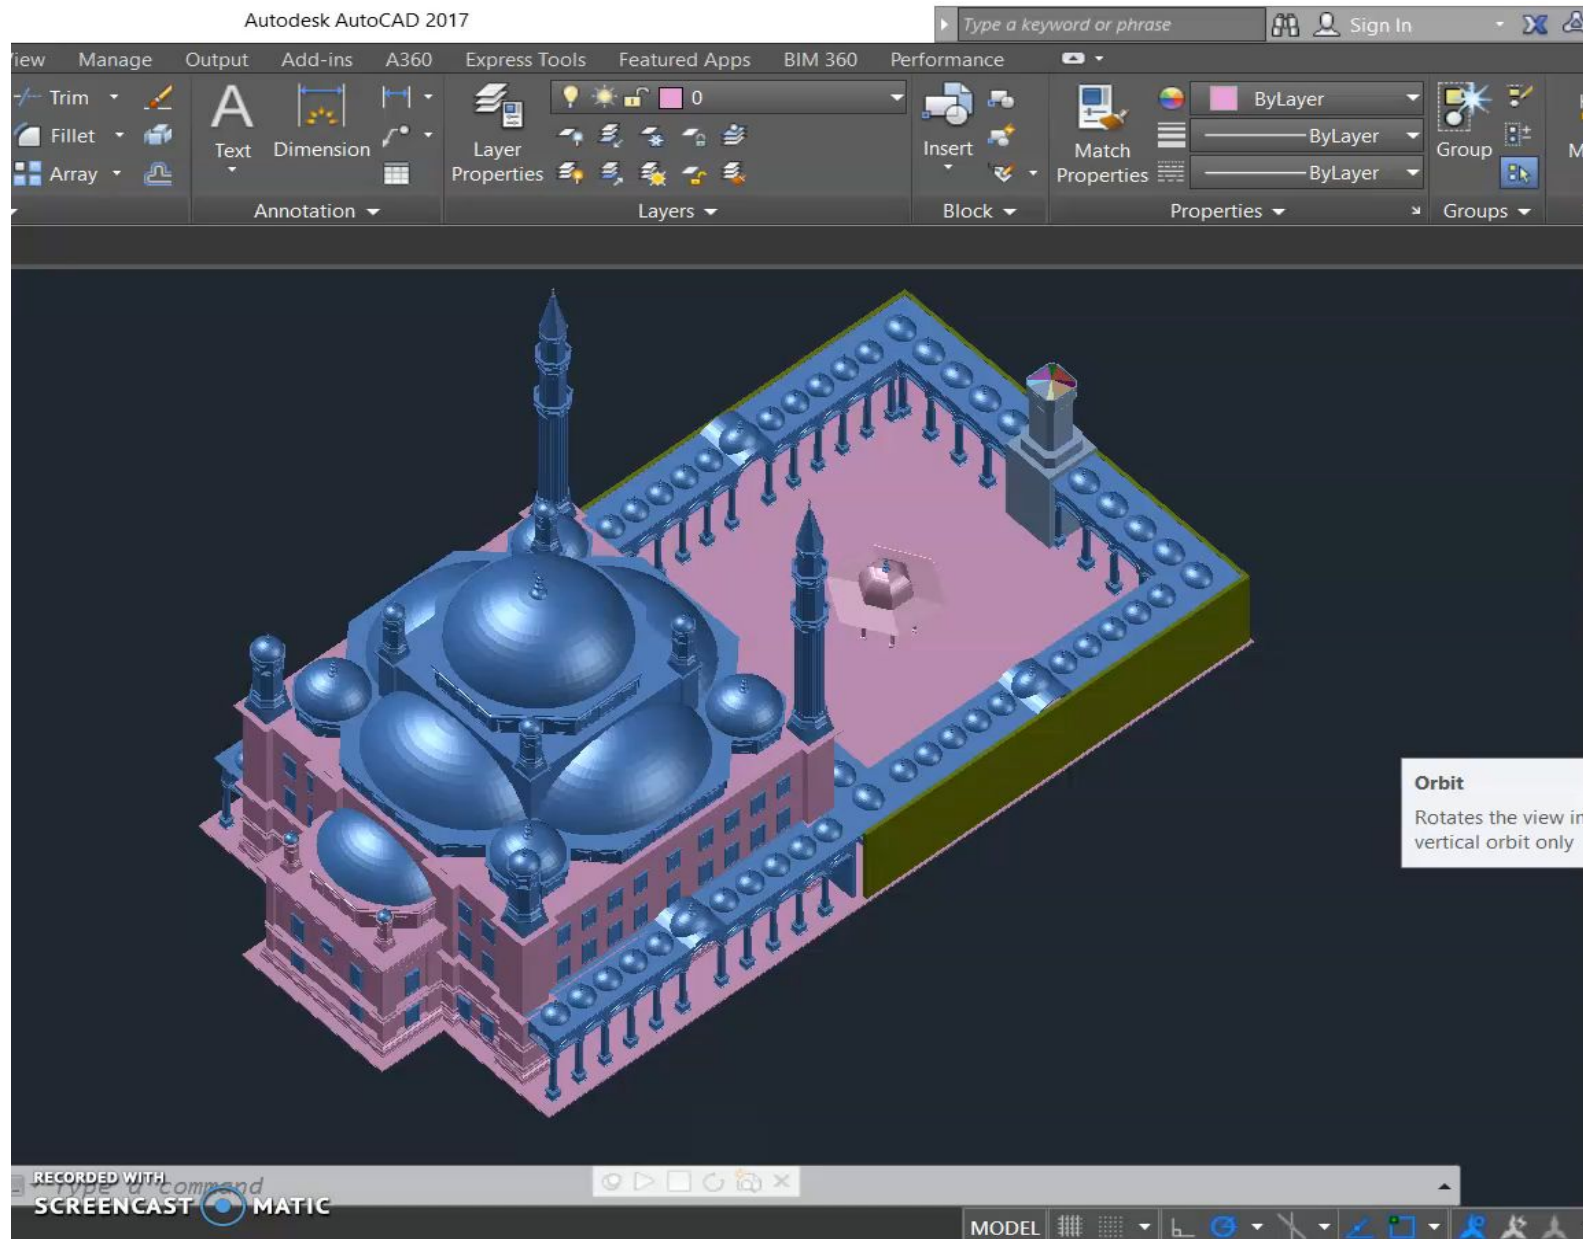 Autodesk AutoCAD 2017
Type a keyword or phrase
Sign In
iew Manage Output Add-ins A360 Express Tools Featured Apps BIM 360 Performance
Trim
Fillet
Array
Text
Dimension
Layer
Properties
0
Insert
Match
Properties
ByLayer
ByLayer
ByLayer
Group
M
Annotation
Layers
Block
Properties
Groups
Orbit
Rotates the view in
vertical orbit only
Type a command
RECORDED WITH
SCREENCAST MATIC
MODEL